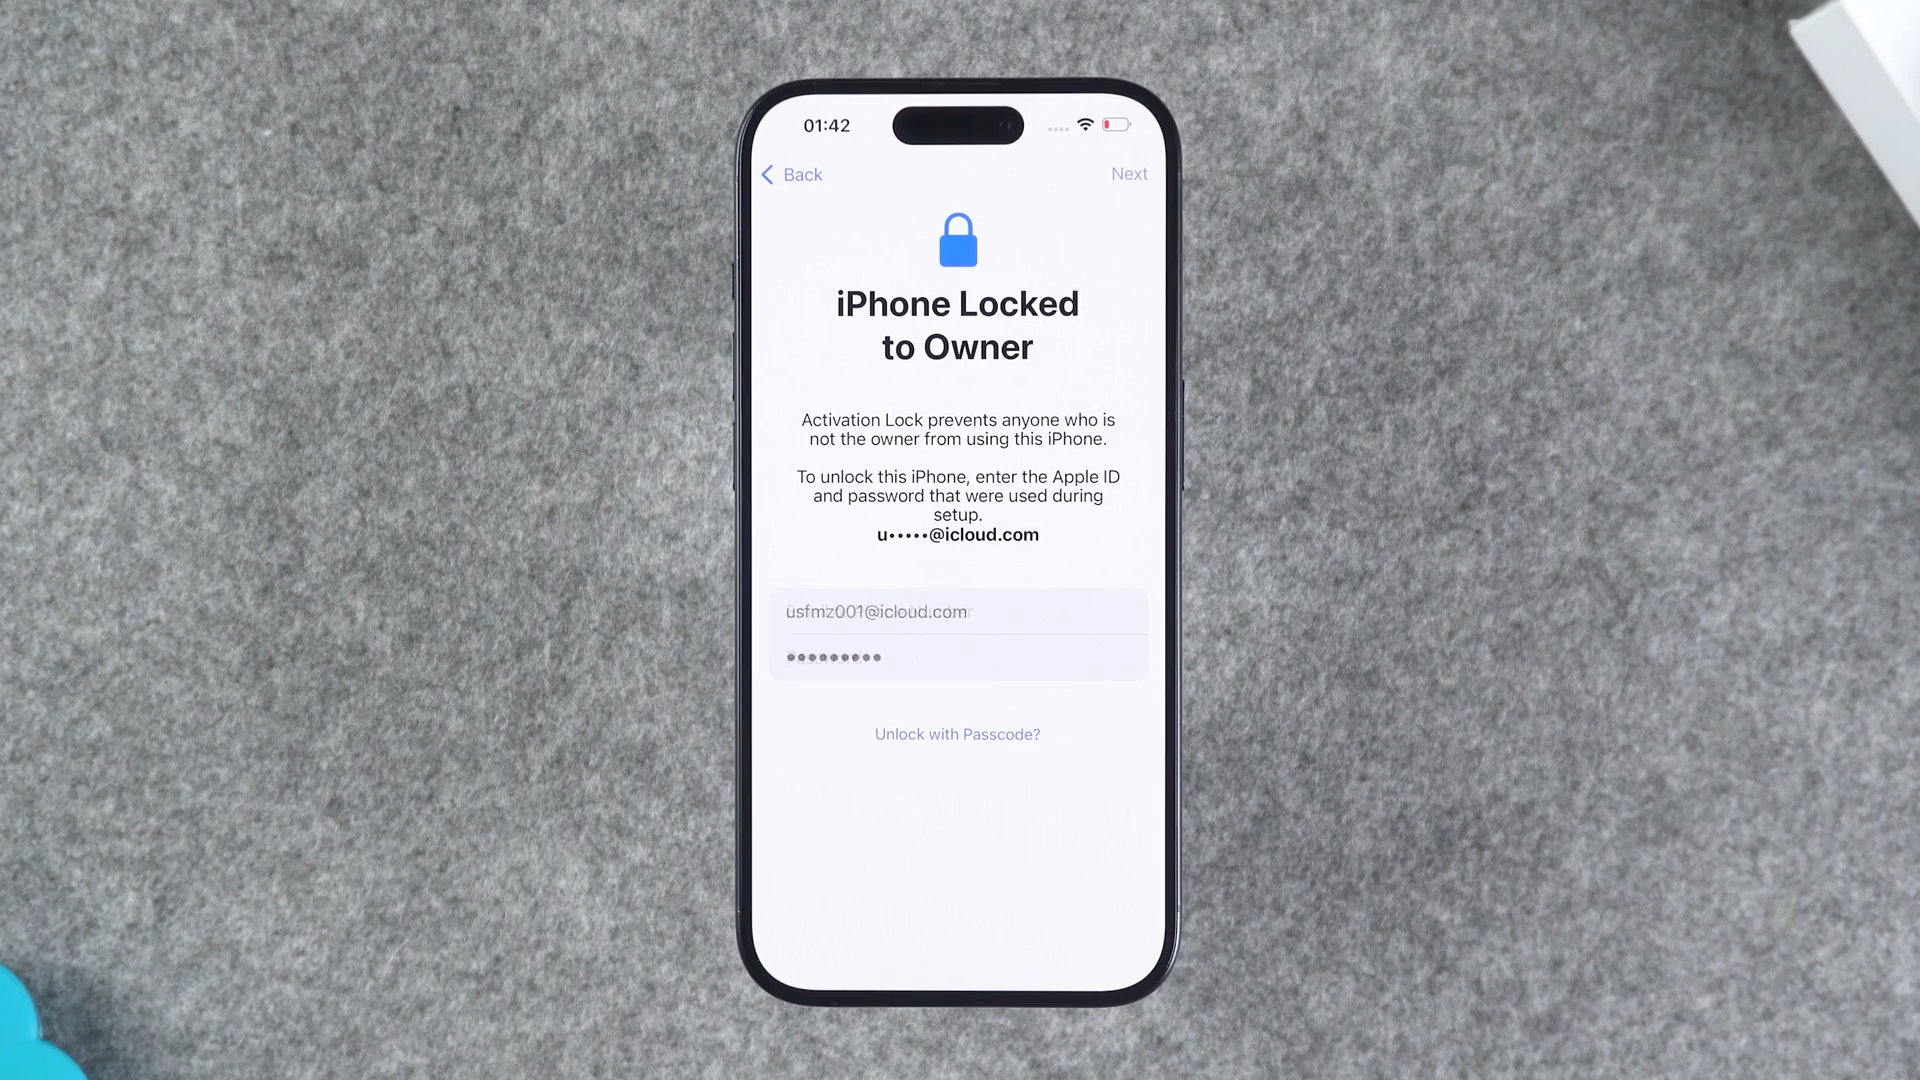 01:42
Back
Next
iPhone Locked
to Owner
Activation Lock prevents anyone who is
not the owner from using this iPhone.
To unlock this iPhone, enter the Apple ID
and password that were used during
setup.
u•••••@icloud.com
usfmz001@icloud.com
●●●●●●●●●
Unlock with Passcode?